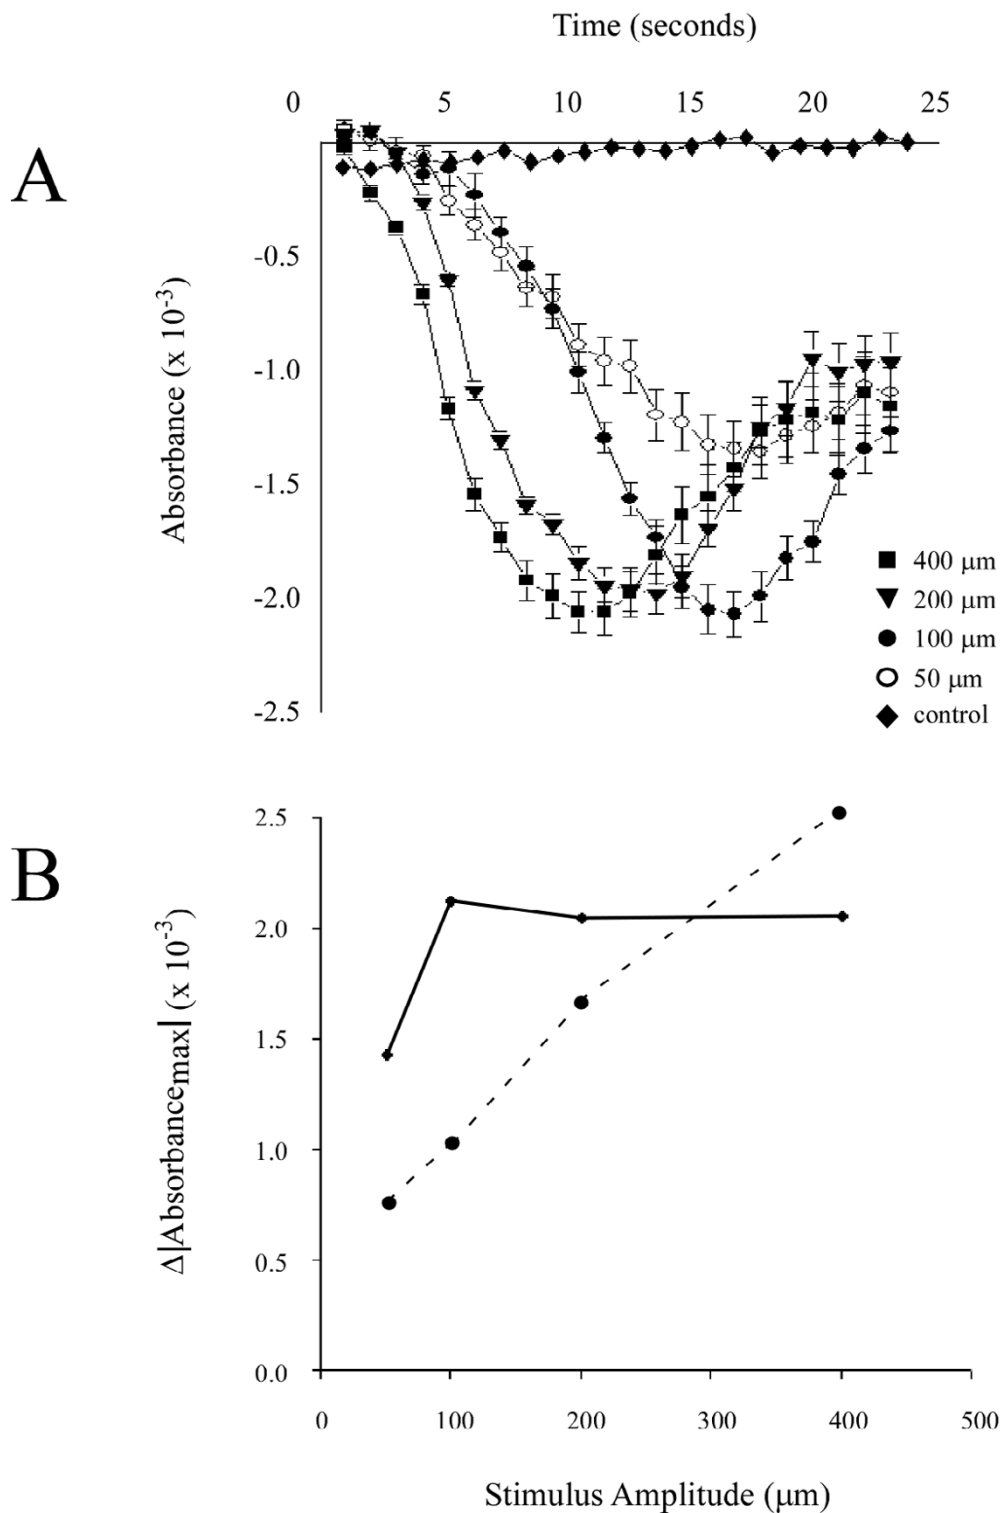 Time (seconds)
0 5 10 15 20 25
A
-0.5
-1.0
-1.5
-2.0
-2.5
Absorbance (x 10-3)
400 μm
200 μm
100 μm
50 μm
control
B
2.5
2.0
1.5
1.0
0.5
0.0
Δ|Absorbancemax| (x 10-3)
0 100 200 300 400 500
Stimulus Amplitude (μm)